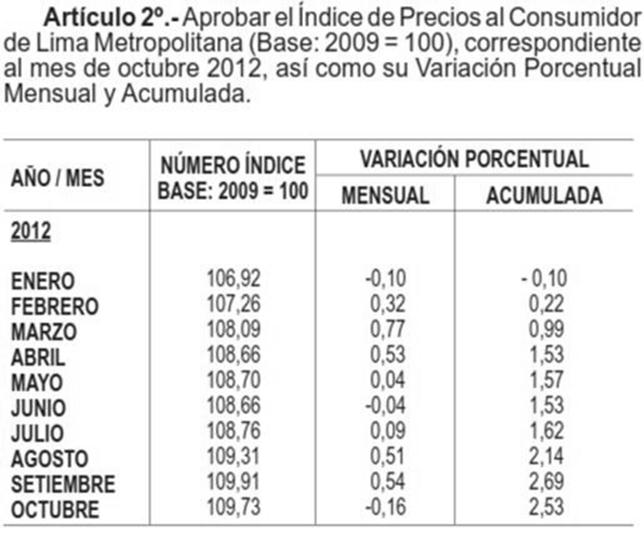 Artículo 2º.- Aprobar el Índice de Precios al Consumidor
de Lima Metropolitana (Base: 2009 = 100), correspondiente
al mes de octubre 2012, así como su Variación Porcentual
Mensual y Acumulada.
AÑO / MES NÚMERO ÍNDICE BASE: 2009 = 100 VARIACIÓN PORCENTUAL
MENSUAL ACUMULADA
2012
ENERO 106,92 -0,10 - 0,10
FEBRERO 107,26 0,32 0,22
MARZO 108,09 0,77 0,99
ABRIL 108,66 0,53 1,53
MAYO 108,70 0,04 1,57
JUNIO 108,66 -0,04 1,53
JULIO 108,76 0,09 1,62
AGOSTO 109,31 0,51 2,14
SETIEMBRE 109,91 0,54 2,69
OCTUBRE 109,73 -0,16 2,53